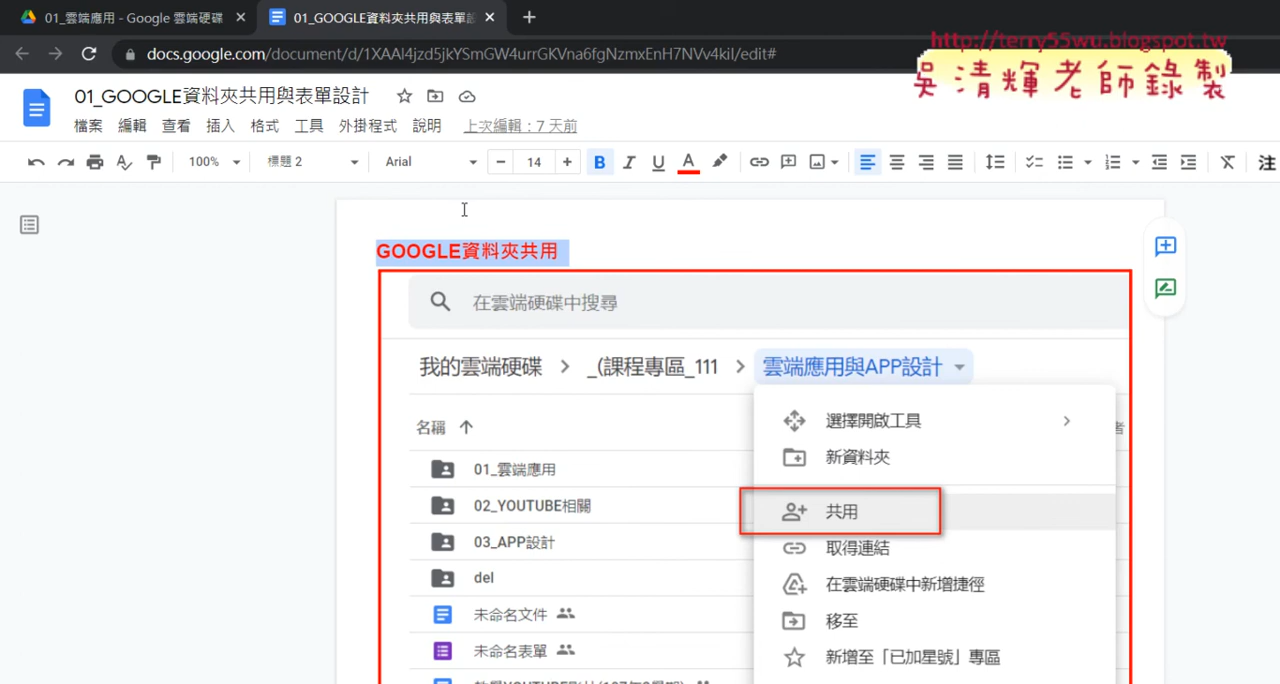 01_雲端應用 - Google 雲端硬碟
01_GOOGLE資料夾共用與表單設
docs.google.com/document/d/1XAAl4jzd5jkYSmGW4urrGKVna6fgNzmxEnH7NVv4kiI/edit#
http://terry55wu.blogspot.tw
吳清輝老師錄製
01_GOOGLE資料夾共用與表單設計
檔案 編輯 查看 插入 格式 工具 外掛程式 說明 上次編輯：7 天前
100% 標題 2 Arial 14 B I U A 注
GOOGLE資料夾共用
在雲端硬碟中搜尋
我的雲端硬碟 > _(課程專區_111 > 雲端應用與APP設計
名稱
01_雲端應用
02_YOUTUBE相關
03_APP設計
del
未命名文件
未命名表單
選擇開啟工具
新資料夾
共用
取得連結
在雲端硬碟中新增捷徑
移至
新增至「已加星號」專區